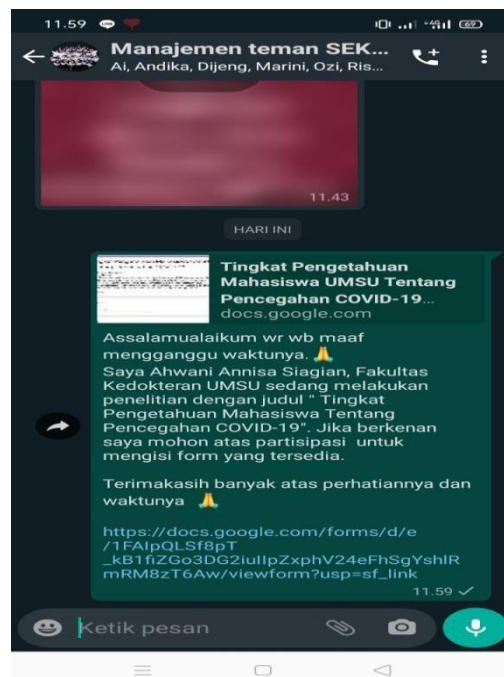 11.59
69
Manajemen teman SEK...
Ai, Andika, Dijeng, Marini, Ozi, Ris...
11.43
HARI INI
Tingkat Pengetahuan
Mahasiswa UMSU Tentang
Pencegahan COVID-19...
docs.google.com
Assalamualaikum wr wb maaf
mengganggu waktunya. 🙏
Saya Ahwani Annisa Siagian, Fakultas
Kedokteran UMSU sedang melakukan
penelitian dengan judul " Tingkat
Pengetahuan Mahasiswa Tentang
Pencegahan COVID-19". Jika berkenan
saya mohon atas partisipasi untuk
mengisi form yang tersedia.
Terimakasih banyak atas perhatiannya dan
waktunya 🙏
https://docs.google.com/forms/d/e
/1FAIpQLSf8pT
_kB1fiZGo3DG2iuIIpZxphV24eFhSgYshIR
mRM8zT6Aw/viewform?usp=sf_link
11.59
Ketik pesan